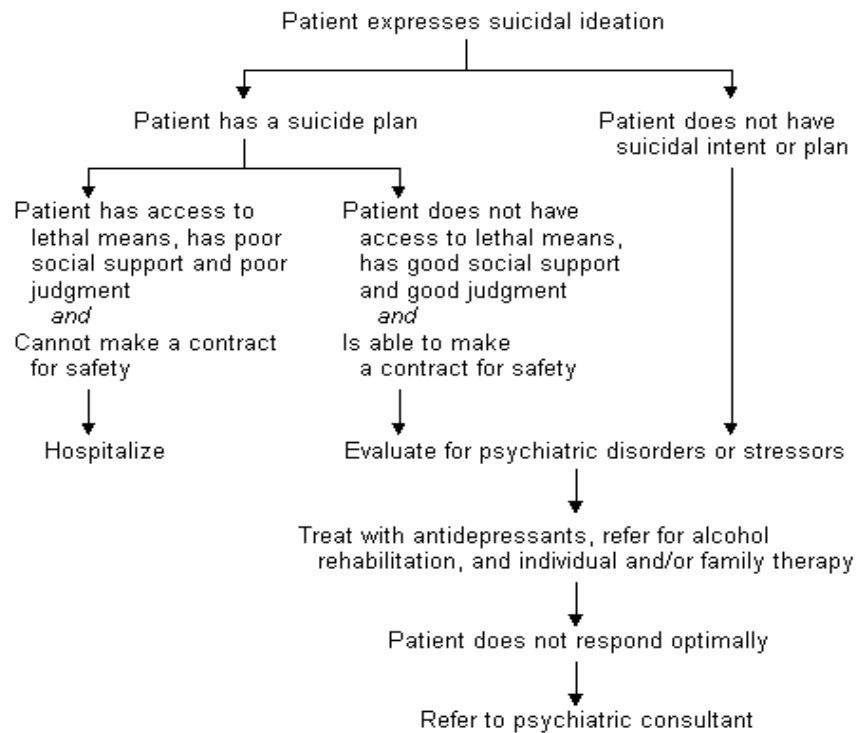 Patient expresses suicidal ideation
Patient has a suicide plan
Patient does not have
suicidal intent or plan
Patient has access to
lethal means, has poor
social support and poor
judgment
and
Cannot make a contract
for safety
Patient does not have
access to lethal means,
has good social support
and good judgment
and
Is able to make
a contract for safety
Hospitalize
Evaluate for psychiatric disorders or stressors
Treat with antidepressants, refer for alcohol
rehabilitation, and individual and/or family therapy
Patient does not respond optimally
Refer to psychiatric consultant